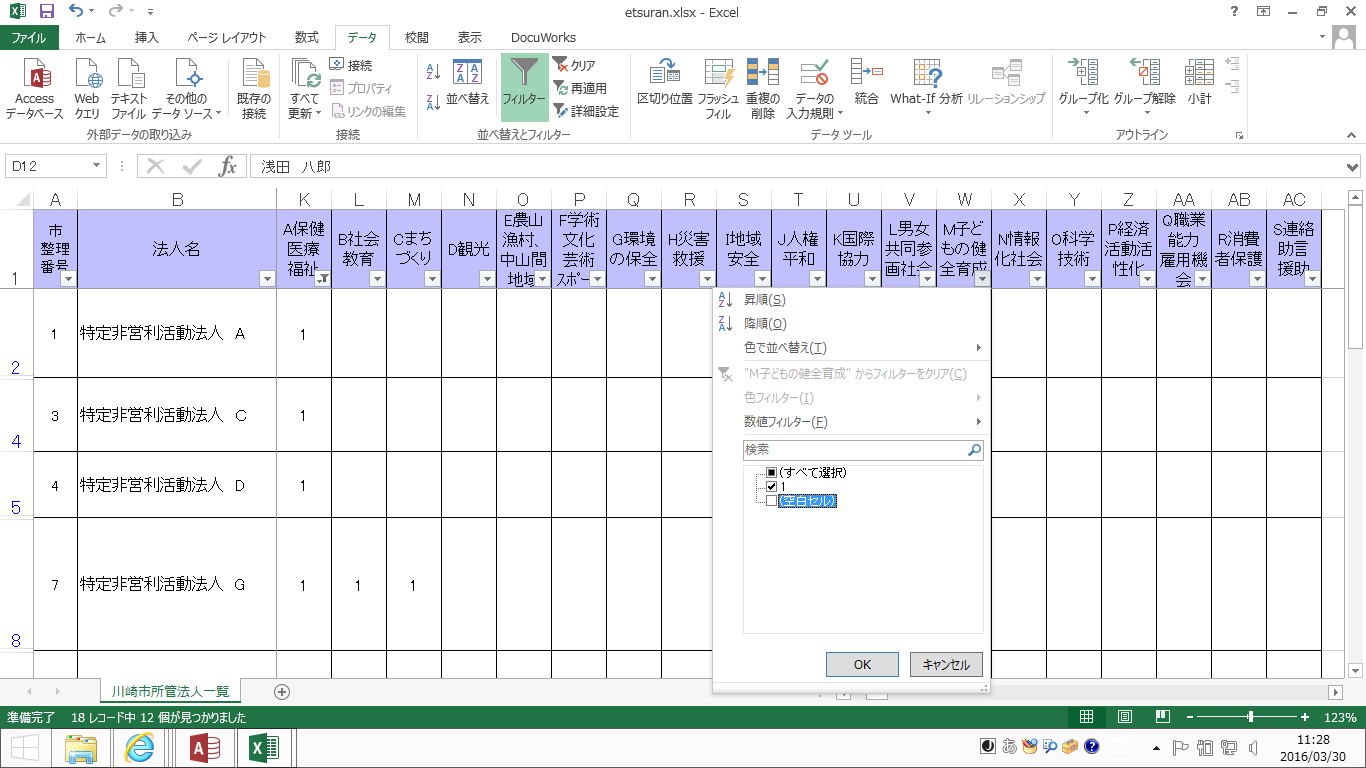 etsuran.xlsx - Excel
ファイル ホーム 挿入 ページ レイアウト 数式 データ 校閲 表示 DocuWorks
Access データベース
Web クエリ
テキスト ファイル
その他の データ ソース
既存の 接続
外部データの取り込み
すべて 更新
接続
プロパティ
リンクの編集
接続
並べ替え
フィルター
クリア
再適用
詳細設定
並べ替えとフィルター
区切り位置
フラッシュ フィル
重複の 削除
データの 入力規則
統合
What-If 分析
リレーションシップ
データ ツール
グループ化
グループ解除
小計
アウトライン
D12
fx
浅田 八郎
A B K L M N O P Q R S T U V W X Y Z AA AB AC
1
市 整理 番号
法人名
A保健 医療 福祉
B社会 教育
Cまち づくり
D観光
E農山 漁村、 中山間 地域
F学術 文化 芸術 スポー
G環境 の保全
H災害 救援
I地域 安全
J人権 平和
K国際 協力
L男女 共同参 画社会
M子ど もの健 全育成
N情報 化社会
O科学 技術
P経済 活動活 性化
Q職業 能力 雇用機 会
R消費 者保護
S連絡 助言 援助
2 1 特定非営利活動法人 A 1
4 3 特定非営利活動法人 C 1
5 4 特定非営利活動法人 D 1
8 7 特定非営利活動法人 G 1 1 1
昇順(S)
降順(O)
色で並べ替え(T)
"M子どもの健全育成" からフィルターをクリア(C)
色フィルター(I)
数値フィルター(F)
検索
(すべて選択)
1
(空白セル)
OK キャンセル
川崎市所管法人一覧
準備完了 18 レコード中 12 個が見つかりました 123%
11:28
2016/03/30